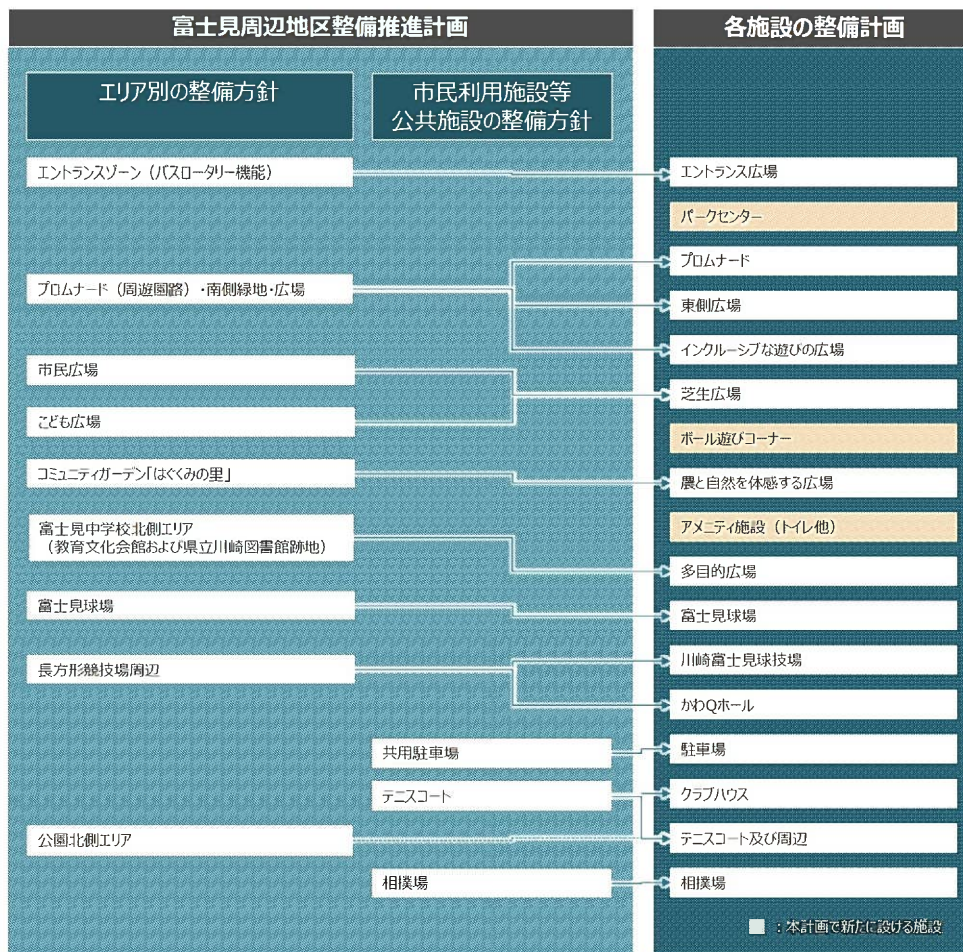 富士見周辺地区整備推進計画
各施設の整備計画
エリア別の整備方針
市民利用施設等
公共施設の整備方針
エントランスゾーン（バスロータリー機能）
プロムナード（周遊園路）・南側緑地・広場
市民広場
こども広場
コミュニティガーデン「はぐくみの里」
富士見中学校北側エリア
（教育文化会館および県立川崎図書館跡地）
富士見球場
長方形競技場周辺
公園北側エリア
共用駐車場
テニスコート
相撲場
エントランス広場
パークセンター
プロムナード
東側広場
インクルーシブな遊びの広場
芝生広場
ボール遊びコーナー
農と自然を体感する広場
アメニティ施設（トイレ他）
多目的広場
富士見球場
川崎富士見球技場
かわQホール
駐車場
クラブハウス
テニスコート及び周辺
相撲場
：本計画で新たに設ける施設